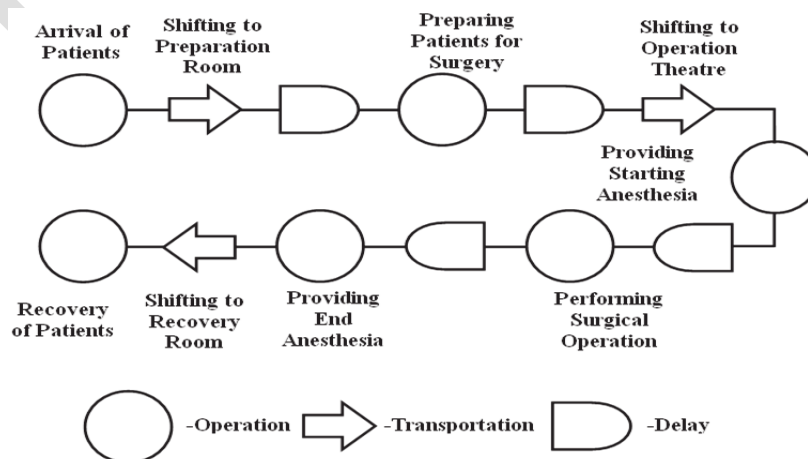 Arrival of
Patients
Shifting to
Preparation
Room
Preparing
Patients for
Surgery
Shifting to
Operation
Theatre
Providing
Starting
Anesthesia
Performing
Surgical
Operation
Providing
End
Anesthesia
Shifting to
Recovery
Room
Recovery
of Patients
-Operation
-Transportation
-Delay